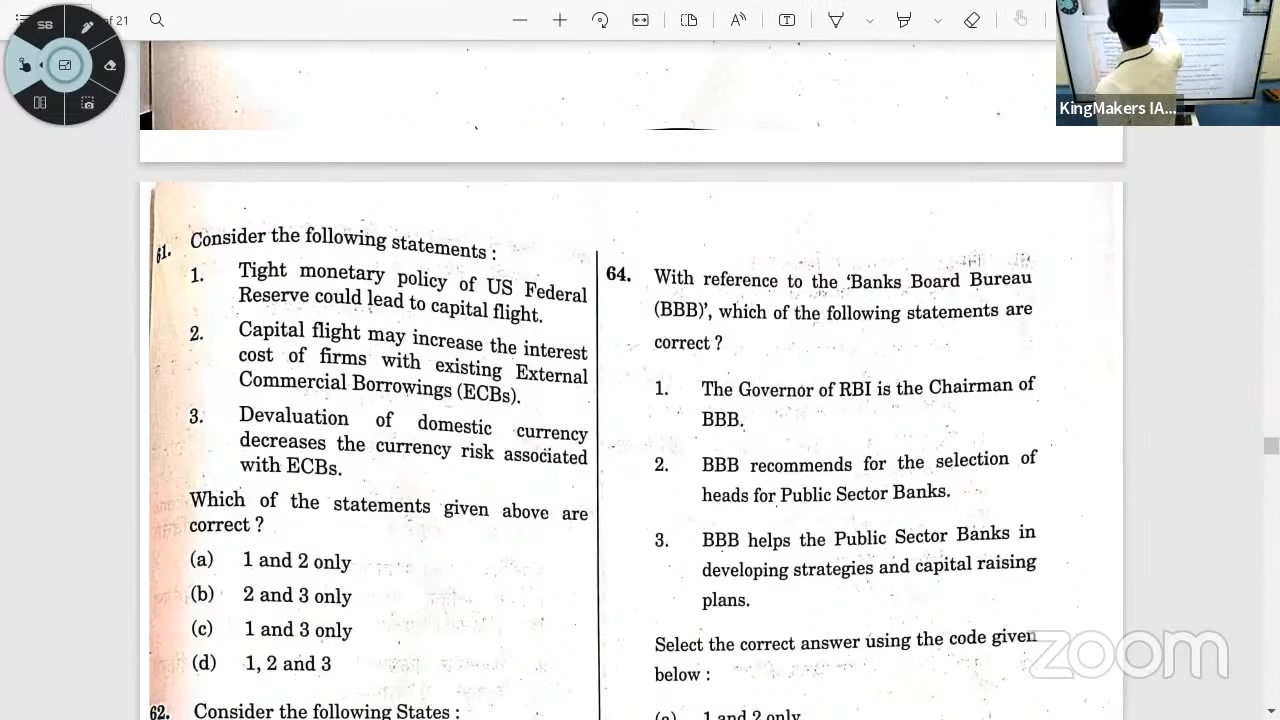 SB
of 21
KingMakers IA...
61. Consider the following statements :
1. Tight monetary policy of US Federal
Reserve could lead to capital flight.
2. Capital flight may increase the interest
cost of firms with existing External
Commercial Borrowings (ECBs).
3. Devaluation of domestic currency
decreases the currency risk associated
with ECBs.
Which of the statements given above are
correct ?
(a) 1 and 2 only
(b) 2 and 3 only
(c) 1 and 3 only
(d) 1, 2 and 3
62. Consider the following States :
64. With reference to the 'Banks Board Bureau
(BBB)', which of the following statements are
correct ?
1. The Governor of RBI is the Chairman of
BBB.
2. BBB recommends for the selection of
heads for Public Sector Banks.
3. BBB helps the Public Sector Banks in
developing strategies and capital raising
plans.
Select the correct answer using the code given
below :
(a) 1 and 2 only
zoom